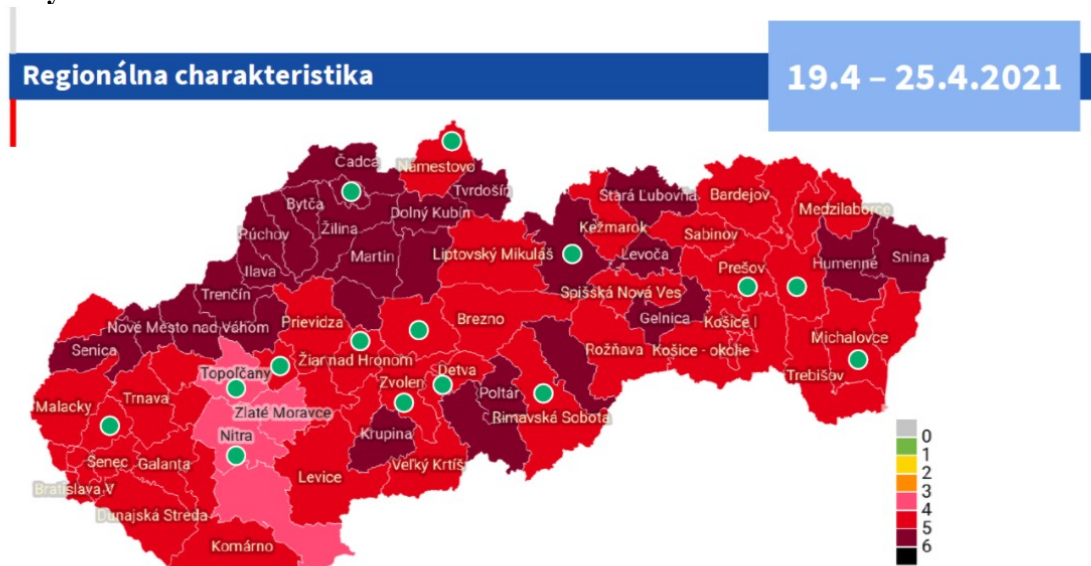 Regionálna charakteristika
19.4 – 25.4.2021
Čadca
Námestovo
Tvrdošín
Stará Ľubovňa
Bardejov
Bytča
Dolný Kubín
Medzilaborce
Púchov
Žilina
Kežmarok
Sabinov
Martin
Liptovský Mikuláš
Levoča
Humenné
Snina
Ilava
Prešov
Trenčín
Spišská Nová Ves
Nové Mesto nad Váhom
Prievidza
Brezno
Gelnica
Košice I
Senica
Michalovce
Žiar nad Hronom
Rožňava
Košice - okolie
Topoľčany
Detva
Trebišov
Zvolen
Poltár
Malacky
Trnava
Zlaté Moravce
Rimavská Sobota
Nitra
Krupina
Senec
Galanta
Veľký Krtíš
Levice
Bratislava V
Dunajská Streda
Komárno
0
1
2
3
4
5
6